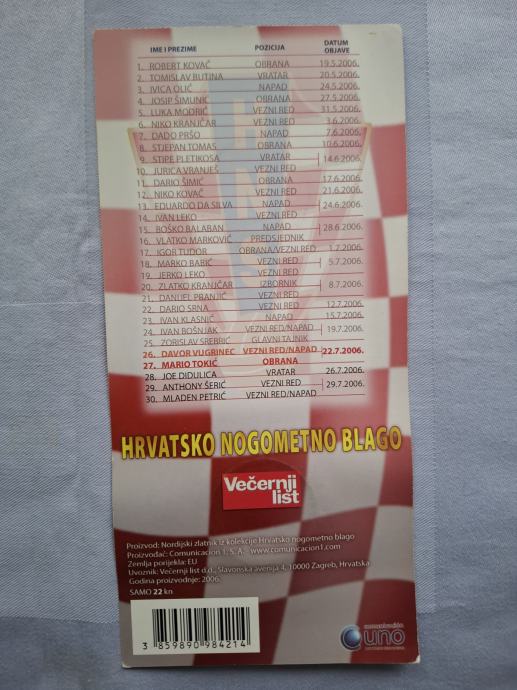 IME I PREZIME POZICIJA DATUM OBJAVE
1. ROBERT KOVAČ OBRANA 19.5.2006.
2. TOMISLAV BUTINA VRATAR 20.5.2006.
3. IVICA OLIĆ NAPAD 24.5.2006.
4. JOSIP ŠIMUNIĆ OBRANA 27.5.2006.
5. LUKA MODRIĆ VEZNI RED 31.5.2006.
6. NIKO KRANJČAR VEZNI RED 3.6.2006.
7. DADO PRŠO NAPAD 7.6.2006.
8. STJEPAN TOMAS OBRANA 10.6.2006.
9. STIPE PLETIKOSA VRATAR 14.6.2006.
10. JURICA VRANJEŠ VEZNI RED
11. DARIO ŠIMIĆ OBRANA 17.6.2006.
12. NIKO KOVAČ VEZNI RED 21.6.2006.
13. EDUARDO DA SILVA NAPAD 24.6.2006.
14. IVAN LEKO VEZNI RED
15. BOŠKO BALABAN NAPAD 28.6.2006.
16. VLATKO MARKOVIĆ PREDSJEDNIK
17. IGOR TUDOR OBRANA/VEZNI RED 1.7.2006.
18. MARKO BABIĆ VEZNI RED 5.7.2006.
19. JERKO LEKO VEZNI RED
20. ZLATKO KRANJČAR IZBORNIK 8.7.2006.
21. DANIJEL PRANJIĆ VEZNI RED
22. DARIO SRNA VEZNI RED 12.7.2006.
23. IVAN KLASNIĆ NAPAD 15.7.2006.
24. IVAN BOŠNJAK VEZNI RED/NAPAD 19.7.2006.
25. ZORISLAV SREBRIĆ GLAVNI TAJNIK
26. DAVOR VUGRINEC VEZNI RED/NAPAD 22.7.2006.
27. MARIO TOKIĆ OBRANA
28. JOE DIDULICA VRATAR 26.7.2006.
29. ANTHONY ŠERIĆ VEZNI RED 29.7.2006.
30. MLADEN PETRIĆ VEZNI RED/NAPAD
HRVATSKO NOGOMETNO BLAGO
Večernji
list
Proizvod: Nordijski zlatnik iz kolekcije Hrvatsko nogometno blago
Proizvođač: Comunicacion 1, S.A. www.comunicacion1.com
Zemlja porijekla: EU
Uvoznik: Večernji list d.d., Slavonska avenija 4, 10000 Zagreb, Hrvatska
Godina proizvodnje: 2006.
SAMO 22 kn
3 859890 984214
comunicación
uno